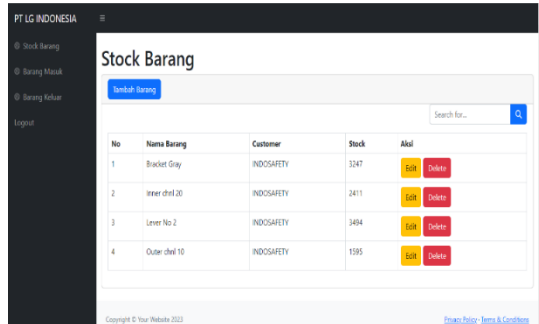 PT LG INDONESIA
Stock Barang
Barang Masuk
Barang Keluar
Logout
Stock Barang
Tambah Barang
Search for...
No Nama Barang Customer Stock Aksi
1 Bracket Gray INDOSAFETY 3247 Edit Delete
2 Inner chnl 20 INDOSAFETY 2411 Edit Delete
3 Lever No 2 INDOSAFETY 3494 Edit Delete
4 Outer chnl 10 INDOSAFETY 1595 Edit Delete
Copyright © Your Website 2023 Privacy Policy · Terms & Conditions